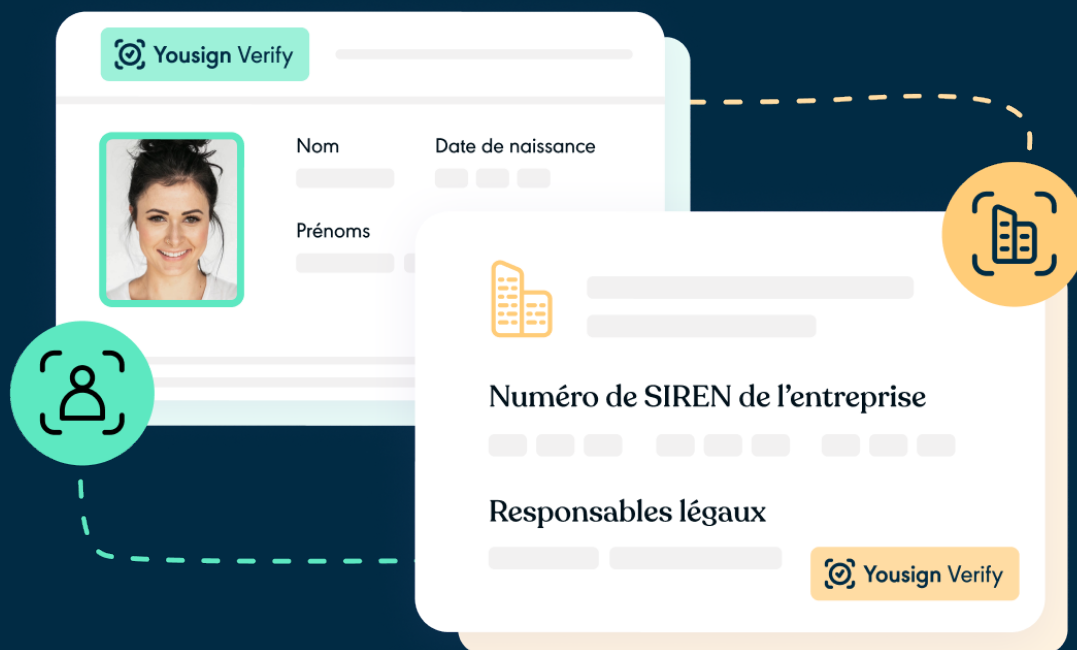 Yousign Verify
Nom
Date de naissance
Prénoms
Numéro de SIREN de l’entreprise
Responsables légaux
Yousign Verify